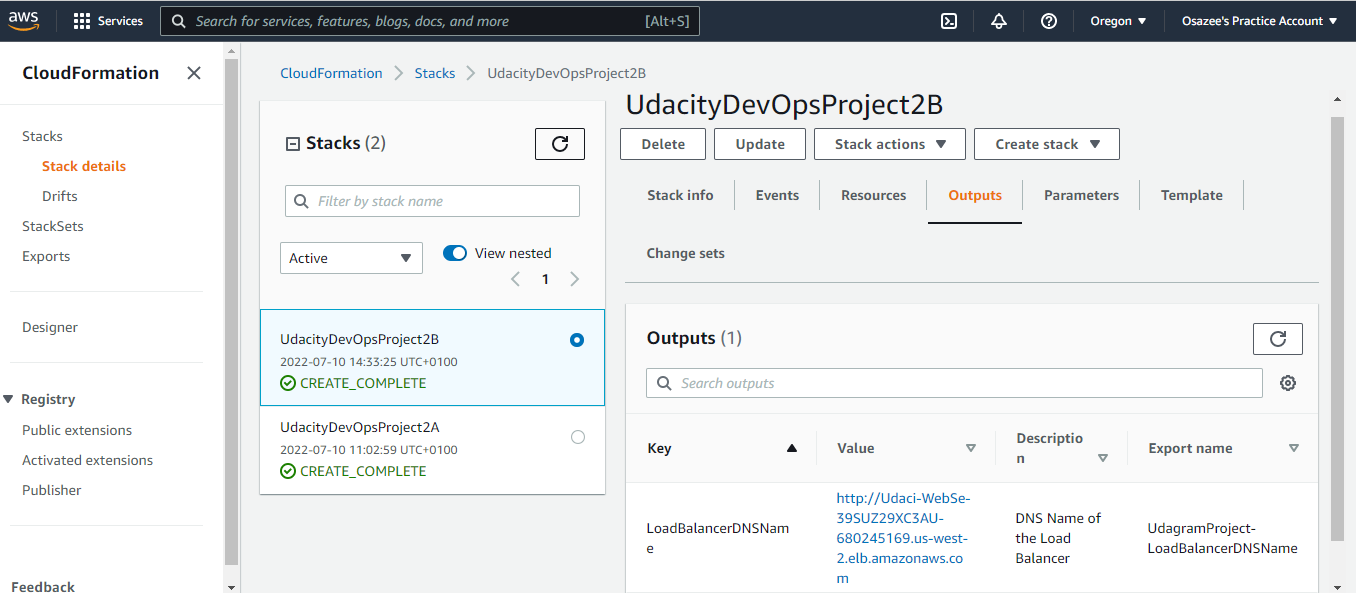 aws
Services
Search for services, features, blogs, docs, and more
[Alt+S]
Oregon
Osazee's Practice Account
CloudFormation
Stacks
Stack details
Drifts
StackSets
Exports
Designer
Registry
Public extensions
Activated extensions
Publisher
Feedback
CloudFormation
Stacks
UdacityDevOpsProject2B
Stacks (2)
Filter by stack name
Active
View nested
1
UdacityDevOpsProject2B
2022-07-10 14:33:25 UTC+0100
CREATE_COMPLETE
UdacityDevOpsProject2A
2022-07-10 11:02:59 UTC+0100
CREATE_COMPLETE
UdacityDevOpsProject2B
Delete
Update
Stack actions
Create stack
Stack info
Events
Resources
Outputs
Parameters
Template
Change sets
Outputs (1)
Search outputs
Key
Value
Descriptio
n
Export name
LoadBalancerDNSNam
e
http://Udaci-WebSe-
39SUZ29XC3AU-
680245169.us-west-
2.elb.amazonaws.co
m
DNS Name of
the Load
Balancer
UdagramProject-
LoadBalancerDNSName